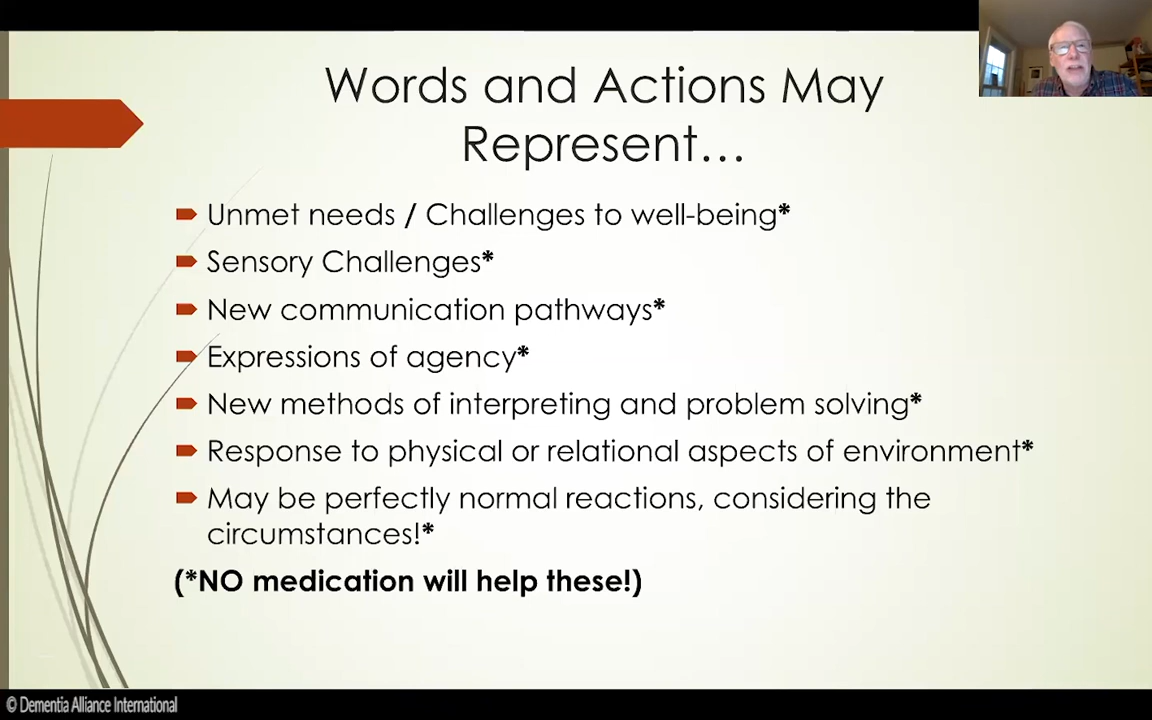 Words and Actions May
Represent…
Unmet needs / Challenges to well-being*
Sensory Challenges*
New communication pathways*
Expressions of agency*
New methods of interpreting and problem solving*
Response to physical or relational aspects of environment*
May be perfectly normal reactions, considering the
circumstances!*
(*NO medication will help these!)
© Dementia Alliance International